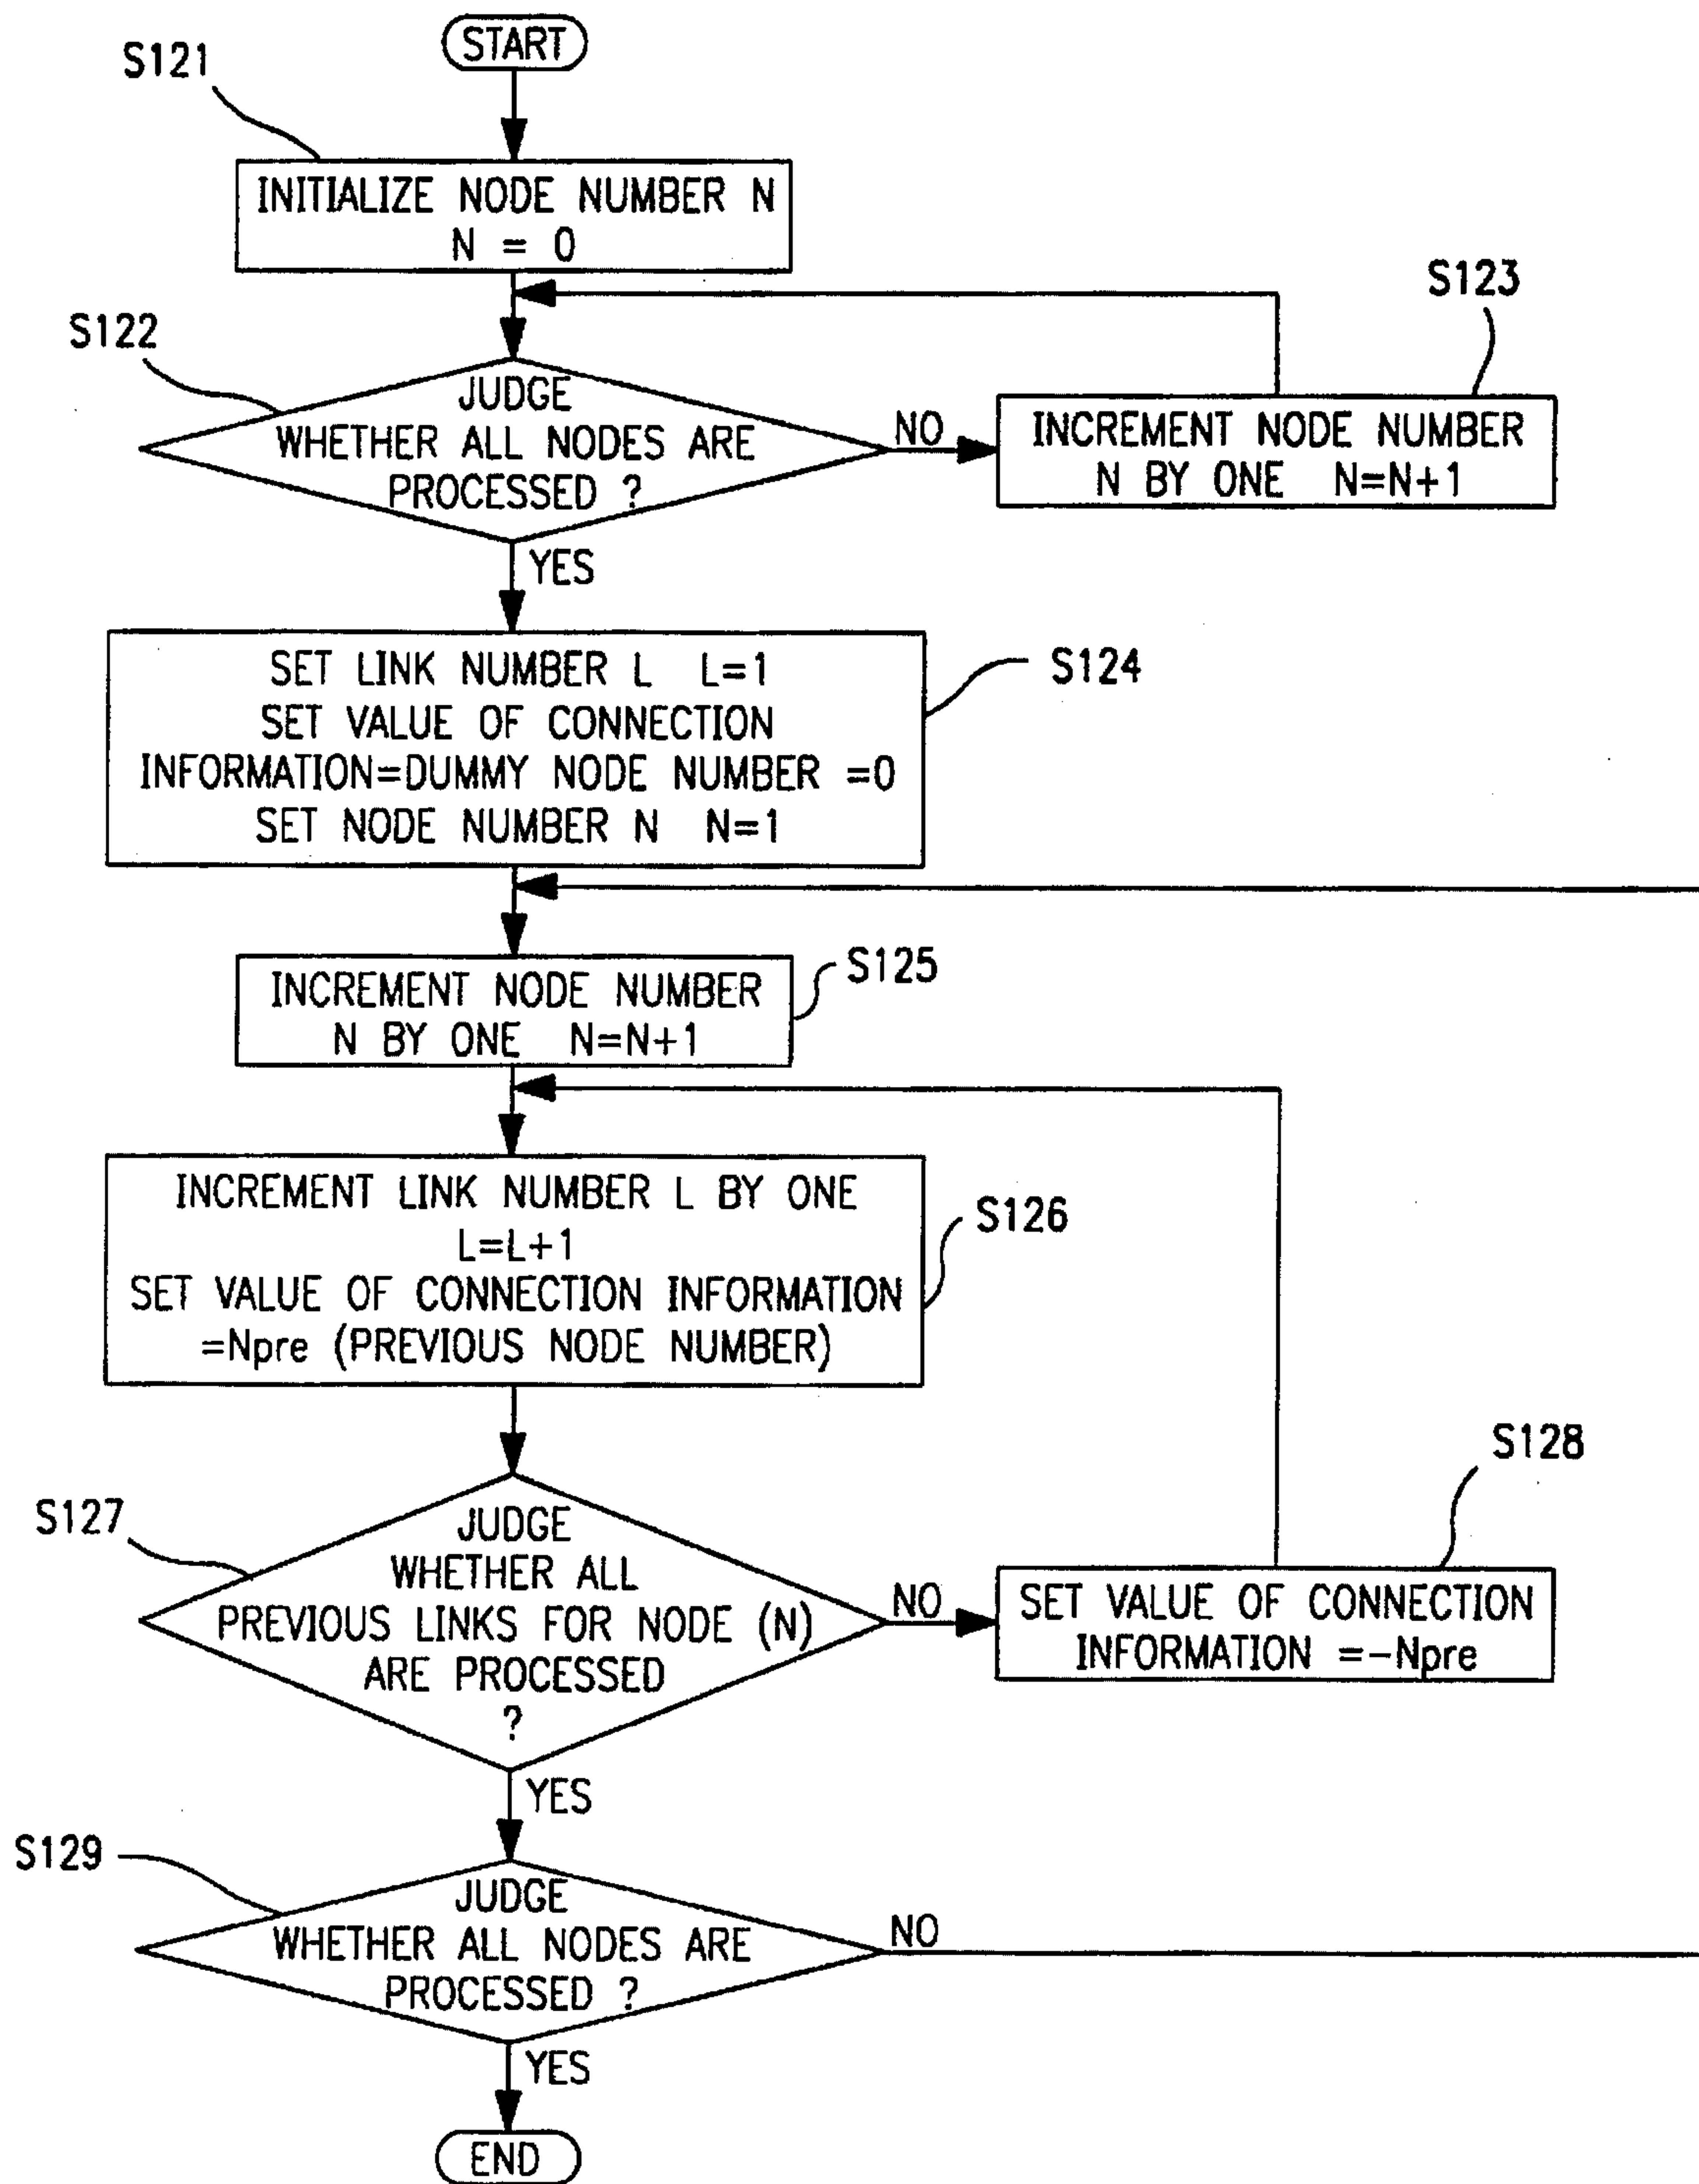 START
S121
INITIALIZE NODE NUMBER N
N = 0
S123
S122
JUDGE
WHETHER ALL NODES ARE
PROCESSED ?
NO
INCREMENT NODE NUMBER
N BY ONE N=N+1
YES
SET LINK NUMBER L L=1
SET VALUE OF CONNECTION
INFORMATION=DUMMY NODE NUMBER =0
SET NODE NUMBER N N=1
S124
INCREMENT NODE NUMBER
N BY ONE N=N+1
S125
INCREMENT LINK NUMBER L BY ONE
L=L+1
SET VALUE OF CONNECTION INFORMATION
=Npre (PREVIOUS NODE NUMBER)
S126
S128
S127
JUDGE
WHETHER ALL
PREVIOUS LINKS FOR NODE (N)
ARE PROCESSED
?
NO
SET VALUE OF CONNECTION
INFORMATION =-Npre
YES
S129
JUDGE
WHETHER ALL NODES ARE
PROCESSED ?
NO
YES
END